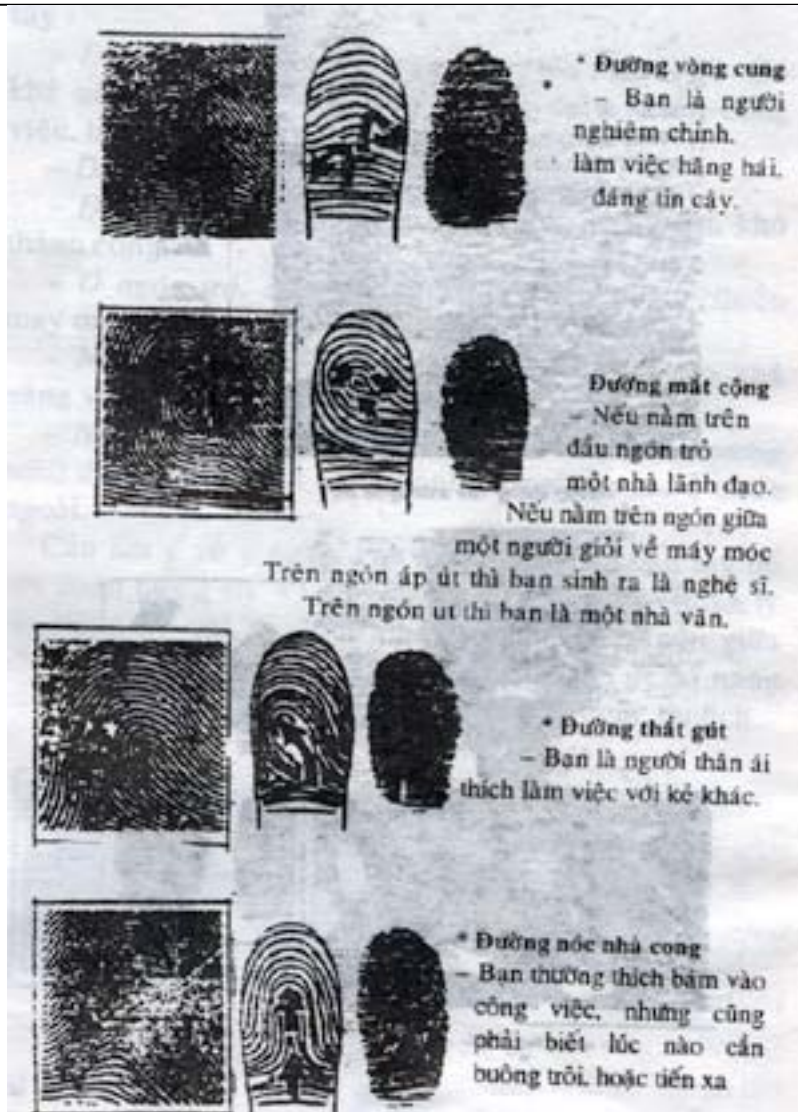 * Đường vòng cung
– Bạn là người
nghiêm chỉnh.
làm việc hăng hái.
đáng tin cậy.
Đường mắt cộng
– Nếu nằm trên
đầu ngón trỏ
một nhà lãnh đạo.
Nếu nằm trên ngón giữa
một người giỏi về máy móc
Trên ngón áp út thì bạn sinh ra là nghệ sĩ.
Trên ngón út thì bạn là một nhà văn.
* Đường thắt gút
– Bạn là người thân ái
thích làm việc với kẻ khác.
* Đường nóc nhà cong
– Bạn thường thích bám vào
công việc, nhưng cũng
phải biết lúc nào cần
buông trôi. hoặc tiến xa